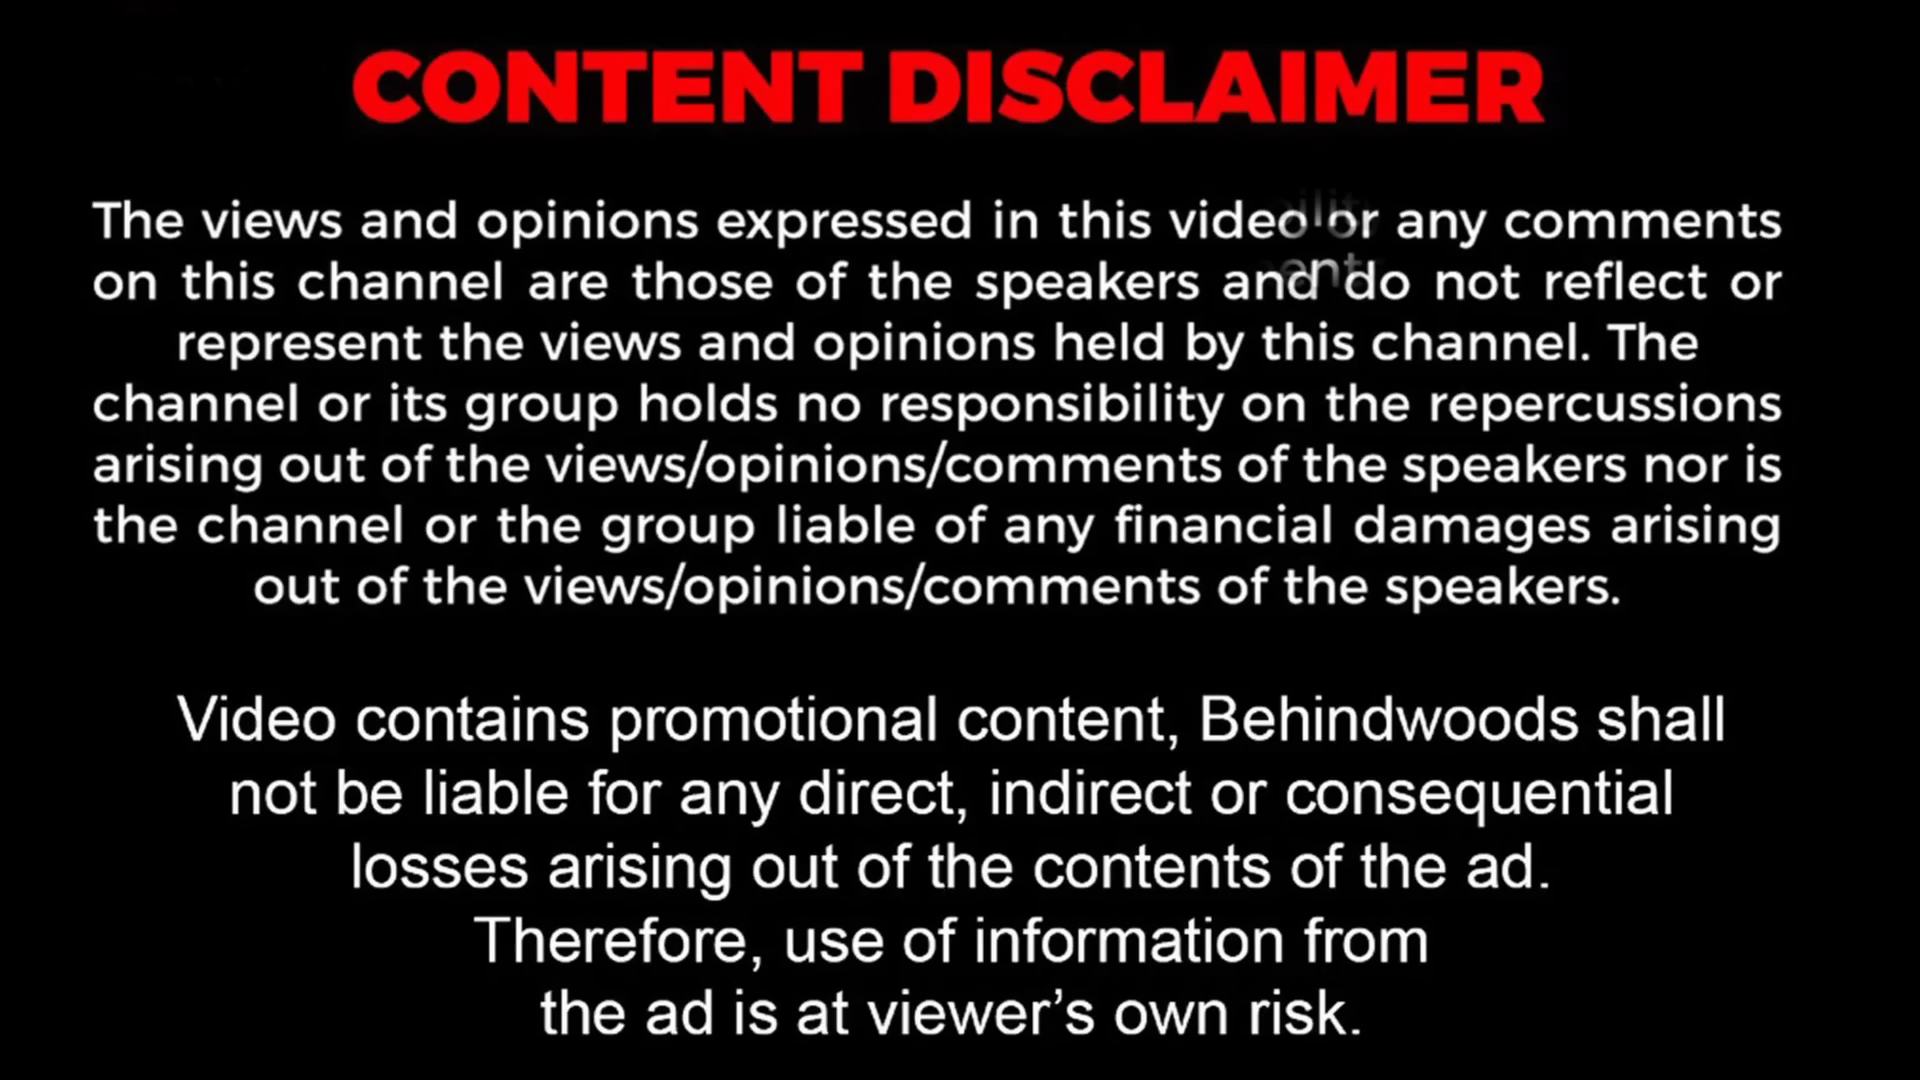 CONTENT DISCLAIMER
The views and opinions expressed in this video or any comments
on this channel are those of the speakers and do not reflect or
represent the views and opinions held by this channel. The
channel or its group holds no responsibility on the repercussions
arising out of the views/opinions/comments of the speakers nor is
the channel or the group liable of any financial damages arising
out of the views/opinions/comments of the speakers.
Video contains promotional content, Behindwoods shall
not be liable for any direct, indirect or consequential
losses arising out of the contents of the ad.
Therefore, use of information from
the ad is at viewer’s own risk.